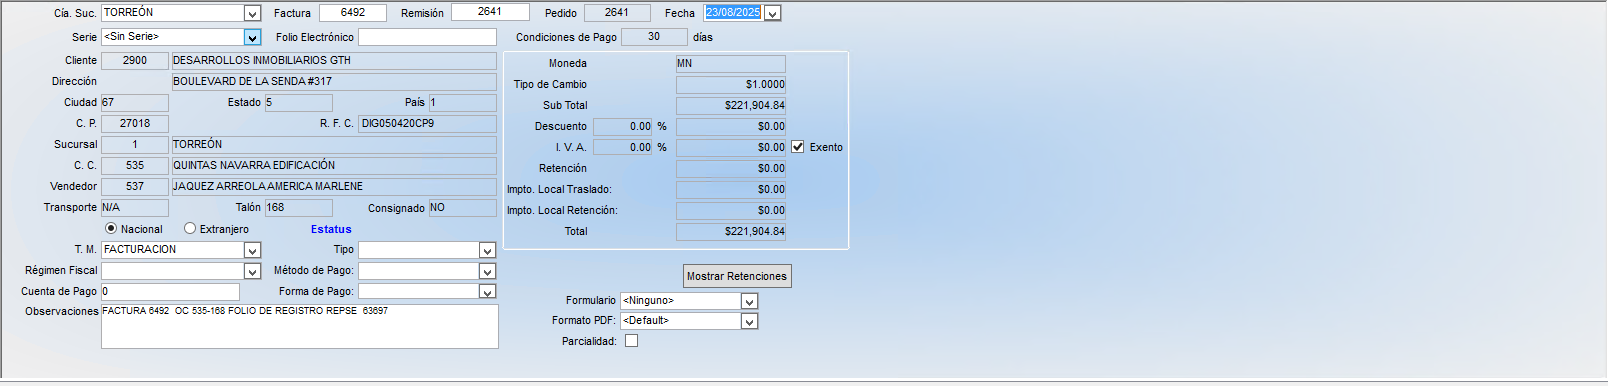 Cía. Suc. TORREÓN Factura 6492 Remisión 2641 Pedido 2641 Fecha 23/08/2025
Serie <Sin Serie> Folio Electrónico Condiciones de Pago 30 días
Cliente 2900 DESARROLLOS INMOBILIARIOS GTH
Dirección BOULEVARD DE LA SENDA #317
Ciudad 67 Estado 5 País 1
C. P. 27018 R. F. C. DIG050420CP9
Sucursal 1 TORREÓN
C. C. 535 QUINTAS NAVARRA EDIFICACIÓN
Vendedor 537 JAQUEZ ARREOLA AMERICA MARLENE
Transporte N/A Talón 168 Consignado NO
Nacional Extranjero Estatus
T. M. FACTURACION Tipo
Régimen Fiscal Método de Pago:
Cuenta de Pago 0 Forma de Pago:
Observaciones FACTURA 6492 OC 535-168 FOLIO DE REGISTRO REPSE 63697
Moneda MN
Tipo de Cambio $1.0000
Sub Total $221,904.84
Descuento 0.00 % $0.00
I. V. A. 0.00 % $0.00 Exento
Retención $0.00
Impto. Local Traslado: $0.00
Impto. Local Retención: $0.00
Total $221,904.84
Mostrar Retenciones
Formulario <Ninguno>
Formato PDF: <Default>
Parcialidad: